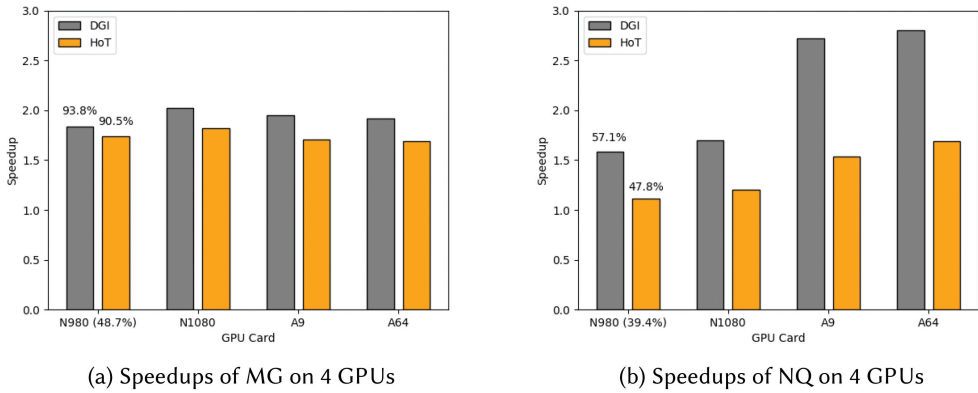 3.0
2.5
2.0
1.5
1.0
0.5
0.0
Speedup
DGI
HoT
93.8%
90.5%
N980 (48.7%)
N1080
A9
A64
GPU Card
(a) Speedups of MG on 4 GPUs
3.0
2.5
2.0
1.5
1.0
0.5
0.0
Speedup
DGI
HoT
57.1%
47.8%
N980 (39.4%)
N1080
A9
A64
GPU Card
(b) Speedups of NQ on 4 GPUs